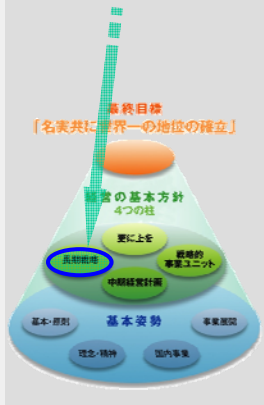 最終目標
「名実共に世界一の地位の確立」
経営の基本方針
4つの柱
更に上を
長期戦略
戦略的
事業ユニット
中期経営計画
基本・原則
基本姿勢
事業展開
理念・精神
国内事業